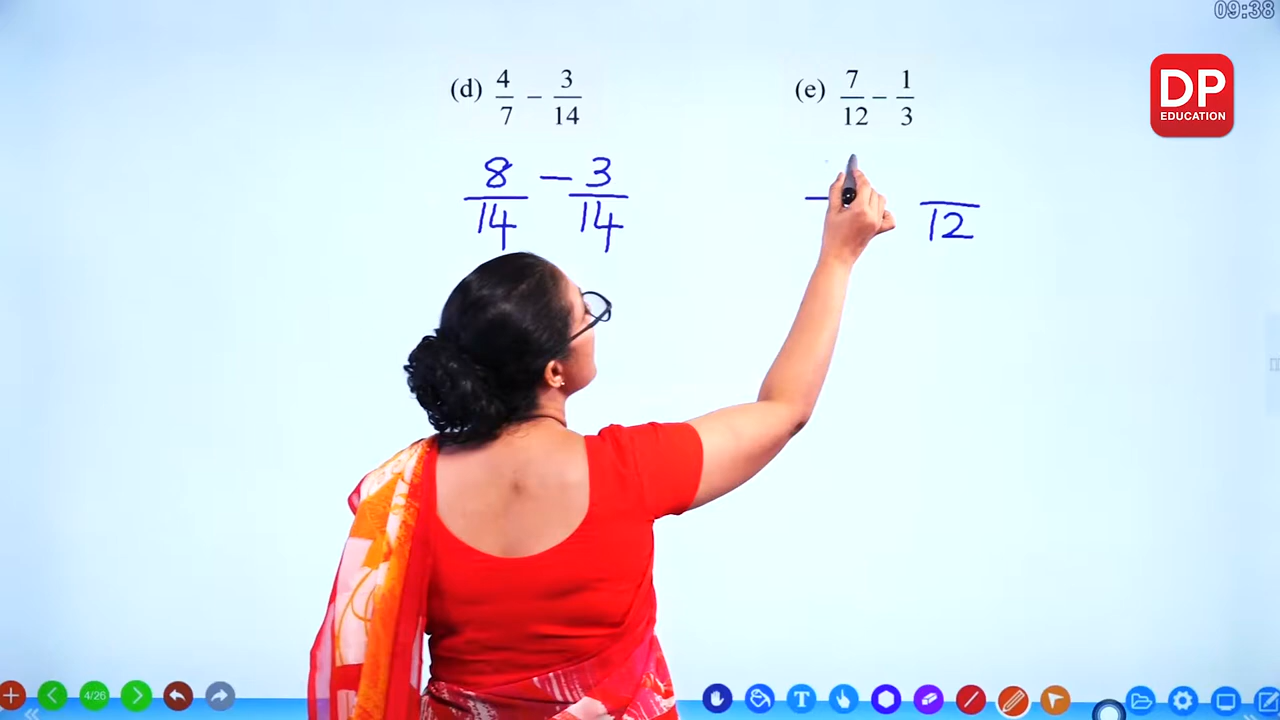 09:38
DP
EDUCATION
(d) 4/7 − 3/14
(e) 7/12 − 1/3
8/14 − 3/14
12
4/26
T